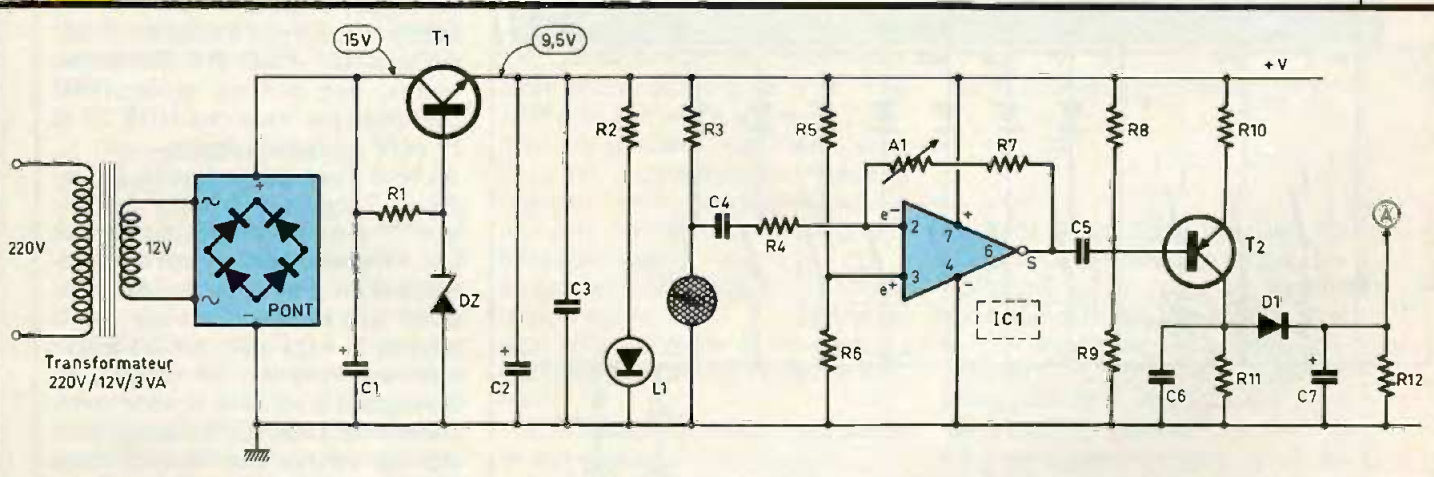 15V
T1
9,5V
+V
R2
R3
R5
A1
R7
R8
R10
R1
C4
R4
e-
2
7
+
6
S
C5
T2
A
220V
12V
+
PONT
-
DZ
C3
3
4
-
e+
IC1
D1
Transformateur
220V/12V/3VA
+
C1
+
C2
L1
R6
R9
C6
R11
+
C7
R12